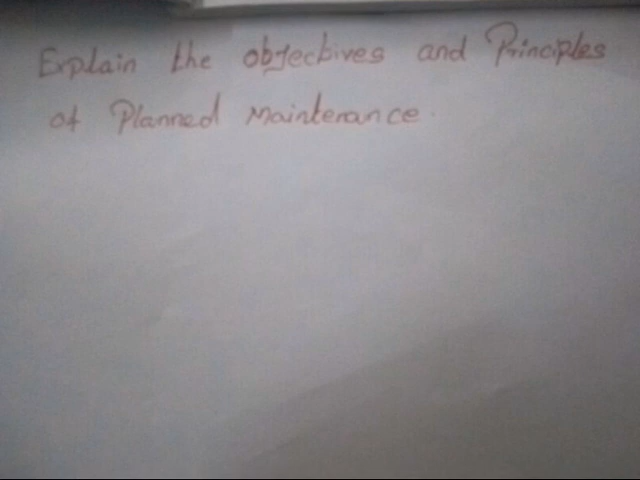 Explain the objectives and Principles
of Planned Maintenance.